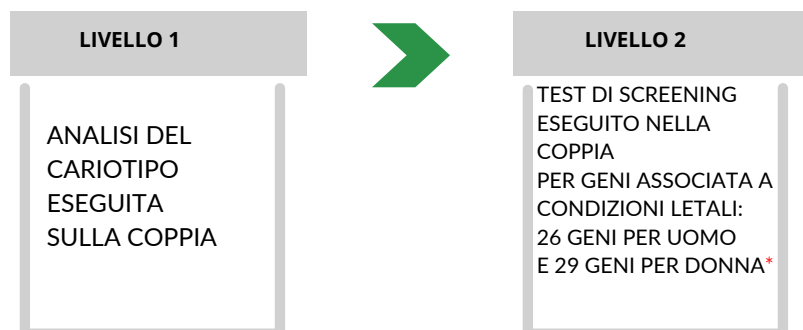 LIVELLO 1
ANALISI DEL
CARIOTIPO
ESEGUITA
SULLA COPPIA
LIVELLO 2
TEST DI SCREENING
ESEGUITO NELLA
COPPIA
PER GENI ASSOCIATA A
CONDIZIONI LETALI:
26 GENI PER UOMO
E 29 GENI PER DONNA*